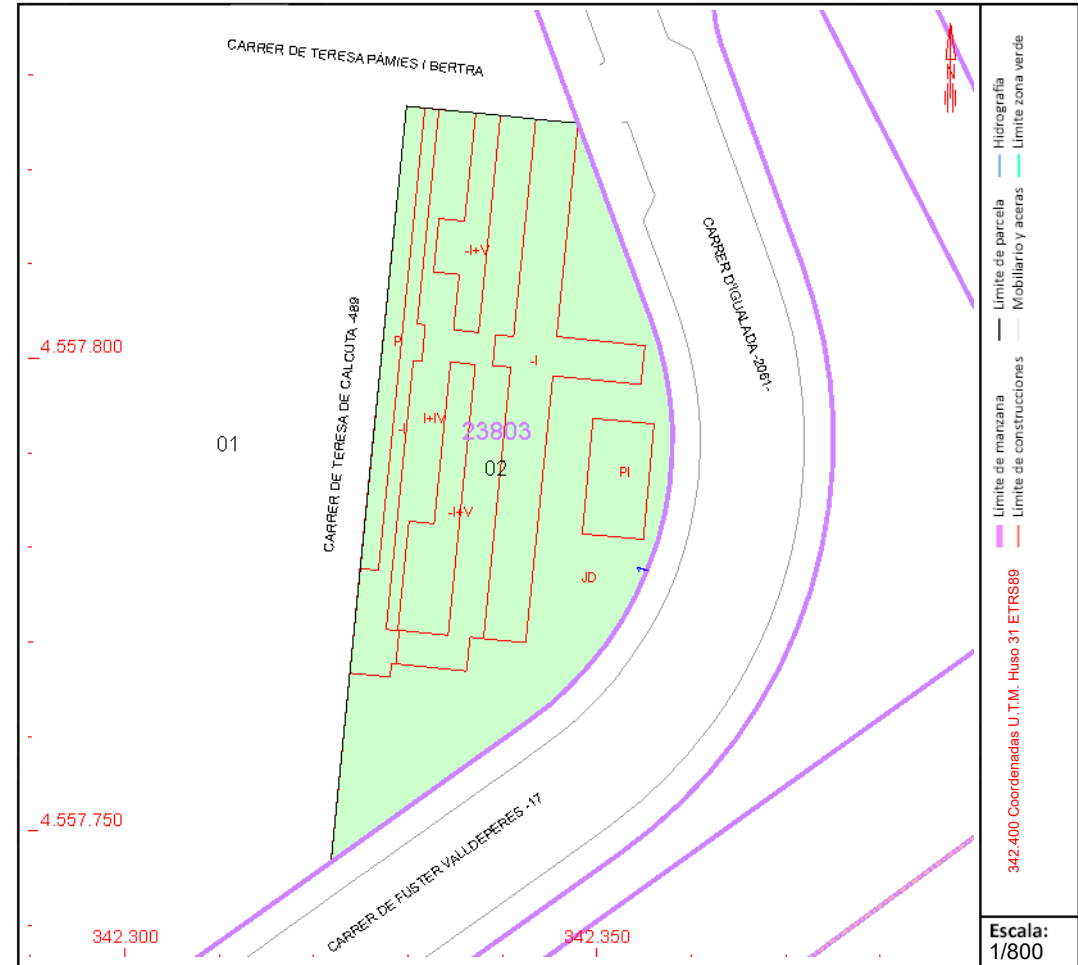 CARRER DE TERESA PÀMIES I BERTRA
CARRER D'IGUALADA -2061-
CARRER DE TERESA DE CALCUTA -489
CARRER DE FUSTER VALLDEPERES -17
4.557.800
4.557.750
342.300
342.350
01
23803
02
-I+V
P
-I
I+IV
-I
-I+V
PI
JD
7
N
Límite de manzana
Límite de parcela
Hidrografía
Límite de construcciones
Mobiliario y aceras
Límite zona verde
342.400 Coordenadas U.T.M. Huso 31 ETRS89
Escala:
1/800